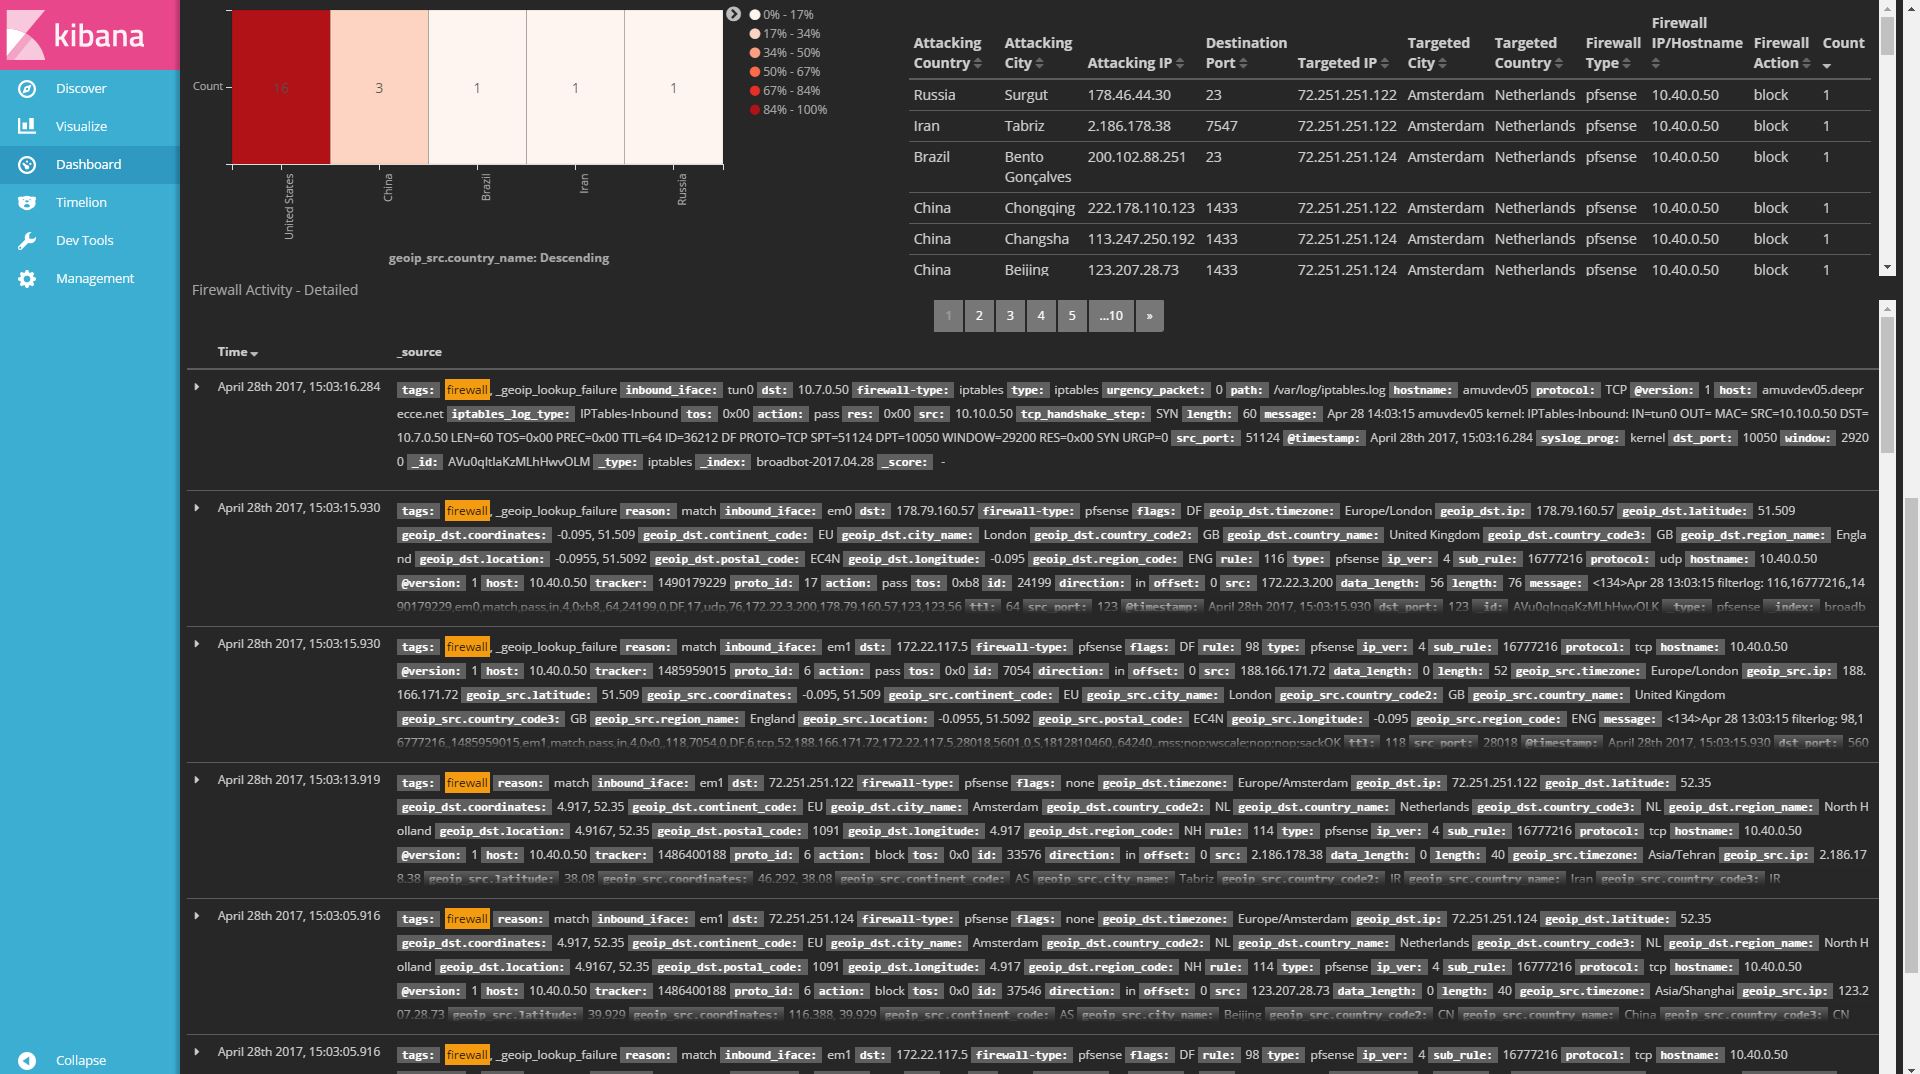 kibana
Discover
Visualize
Dashboard
Timelion
Dev Tools
Management
Collapse
Count
16 3 1 1 1
United States China Brazil Iran Russia
geoip_src.country_name: Descending
0% - 17%
17% - 34%
34% - 50%
50% - 67%
67% - 84%
84% - 100%
Attacking Country Attacking City Attacking IP Destination Port Targeted IP Targeted City Targeted Country Firewall Type Firewall IP/Hostname Firewall Action Count
Russia Surgut 178.46.44.30 23 72.251.251.122 Amsterdam Netherlands pfsense 10.40.0.50 block 1
Iran Tabriz 2.186.178.38 7547 72.251.251.122 Amsterdam Netherlands pfsense 10.40.0.50 block 1
Brazil Bento Gonçalves 200.102.88.251 23 72.251.251.124 Amsterdam Netherlands pfsense 10.40.0.50 block 1
China Chongqing 222.178.110.123 1433 72.251.251.122 Amsterdam Netherlands pfsense 10.40.0.50 block 1
China Changsha 113.247.250.192 1433 72.251.251.124 Amsterdam Netherlands pfsense 10.40.0.50 block 1
China Beijing 123.207.28.73 1433 72.251.251.124 Amsterdam Netherlands pfsense 10.40.0.50 block 1
Firewall Activity - Detailed
1 2 3 4 5 ...10 »
Time _source
April 28th 2017, 15:03:16.284 tags: firewall, _geoip_lookup_failure inbound_iface: tun0 dst: 10.7.0.50 firewall-type: iptables type: iptables urgency_packet: 0 path: /var/log/iptables.log hostname: amuvdev05 protocol: TCP @version: 1 host: amuvdev05.deepr
ecce.net iptables_log_type: IPTables-Inbound tos: 0x00 action: pass res: 0x00 src: 10.10.0.50 tcp_handshake_step: SYN length: 60 message: Apr 28 14:03:15 amuvdev05 kernel: IPTables-Inbound: IN=tun0 OUT= MAC= SRC=10.10.0.50 DST=
10.7.0.50 LEN=60 TOS=0x00 PREC=0x00 TTL=64 ID=36212 DF PROTO=TCP SPT=51124 DPT=10050 WINDOW=29200 RES=0x00 SYN URGP=0 src_port: 51124 @timestamp: April 28th 2017, 15:03:16.284 syslog_prog: kernel dst_port: 10050 window: 2920
0 _id: AVu0qItlaKzMLhHwvOLM _type: iptables _index: broadbot-2017.04.28 _score: -
April 28th 2017, 15:03:15.930 tags: firewall, _geoip_lookup_failure reason: match inbound_iface: em0 dst: 178.79.160.57 firewall-type: pfsense flags: DF geoip_dst.timezone: Europe/London geoip_dst.ip: 178.79.160.57 geoip_dst.latitude: 51.509
geoip_dst.coordinates: -0.095, 51.509 geoip_dst.continent_code: EU geoip_dst.city_name: London geoip_dst.country_code2: GB geoip_dst.country_name: United Kingdom geoip_dst.country_code3: GB geoip_dst.region_name: Engla
nd geoip_dst.location: -0.0955, 51.5092 geoip_dst.postal_code: EC4N geoip_dst.longitude: -0.095 geoip_dst.region_code: ENG rule: 116 type: pfsense ip_ver: 4 sub_rule: 16777216 protocol: udp hostname: 10.40.0.50
@version: 1 host: 10.40.0.50 tracker: 1490179229 proto_id: 17 action: pass tos: 0xb8 id: 24199 direction: in offset: 0 src: 172.22.3.200 data_length: 56 length: 76 message: <134>Apr 28 13:03:15 filterlog: 116,16777216,,14
90179229,em0,match,pass,in,4,0xb8,,64,24199,0,DF,17,udp,76,172.22.3.200,178.79.160.57,123,123,56 ttl: 64 src_port: 123 @timestamp: April 28th 2017, 15:03:15.930 dst_port: 123 _id: AVu0qInqaKzMLhHwvOLK _type: pfsense _index: broadb
April 28th 2017, 15:03:15.930 tags: firewall, _geoip_lookup_failure reason: match inbound_iface: em1 dst: 172.22.117.5 firewall-type: pfsense flags: DF rule: 98 type: pfsense ip_ver: 4 sub_rule: 16777216 protocol: tcp hostname: 10.40.0.50
@version: 1 host: 10.40.0.50 tracker: 1485959015 proto_id: 6 action: pass tos: 0x0 id: 7054 direction: in offset: 0 src: 188.166.171.72 data_length: 0 length: 52 geoip_src.timezone: Europe/London geoip_src.ip: 188.
166.171.72 geoip_src.latitude: 51.509 geoip_src.coordinates: -0.095, 51.509 geoip_src.continent_code: EU geoip_src.city_name: London geoip_src.country_code2: GB geoip_src.country_name: United Kingdom
geoip_src.country_code3: GB geoip_src.region_name: England geoip_src.location: -0.0955, 51.5092 geoip_src.postal_code: EC4N geoip_src.longitude: -0.095 geoip_src.region_code: ENG message: <134>Apr 28 13:03:15 filterlog: 98,1
6777216,,1485959015,em1,match,pass,in,4,0x0,,118,7054,0,DF,6,tcp,52,188.166.171.72,172.22.117.5,28018,5601,0,S,1812810460,,64240,,mss;nop;wscale;nop;nop;sackOK ttl: 118 src_port: 28018 @timestamp: April 28th 2017, 15:03:15.930 dst_port: 560
April 28th 2017, 15:03:13.919 tags: firewall reason: match inbound_iface: em1 dst: 72.251.251.122 firewall-type: pfsense flags: none geoip_dst.timezone: Europe/Amsterdam geoip_dst.ip: 72.251.251.122 geoip_dst.latitude: 52.35
geoip_dst.coordinates: 4.917, 52.35 geoip_dst.continent_code: EU geoip_dst.city_name: Amsterdam geoip_dst.country_code2: NL geoip_dst.country_name: Netherlands geoip_dst.country_code3: NL geoip_dst.region_name: North H
olland geoip_dst.location: 4.9167, 52.35 geoip_dst.postal_code: 1091 geoip_dst.longitude: 4.917 geoip_dst.region_code: NH rule: 114 type: pfsense ip_ver: 4 sub_rule: 16777216 protocol: tcp hostname: 10.40.0.50
@version: 1 host: 10.40.0.50 tracker: 1486400188 proto_id: 6 action: block tos: 0x0 id: 33576 direction: in offset: 0 src: 2.186.178.38 data_length: 0 length: 40 geoip_src.timezone: Asia/Tehran geoip_src.ip: 2.186.17
8.38 geoip_src.latitude: 38.08 geoip_src.coordinates: 46.292, 38.08 geoip_src.continent_code: AS geoip_src.city_name: Tabriz geoip_src.country_code2: IR geoip_src.country_name: Iran geoip_src.country_code3: IR
April 28th 2017, 15:03:05.916 tags: firewall reason: match inbound_iface: em1 dst: 72.251.251.124 firewall-type: pfsense flags: none geoip_dst.timezone: Europe/Amsterdam geoip_dst.ip: 72.251.251.124 geoip_dst.latitude: 52.35
geoip_dst.coordinates: 4.917, 52.35 geoip_dst.continent_code: EU geoip_dst.city_name: Amsterdam geoip_dst.country_code2: NL geoip_dst.country_name: Netherlands geoip_dst.country_code3: NL geoip_dst.region_name: North H
olland geoip_dst.location: 4.9167, 52.35 geoip_dst.postal_code: 1091 geoip_dst.longitude: 4.917 geoip_dst.region_code: NH rule: 114 type: pfsense ip_ver: 4 sub_rule: 16777216 protocol: tcp hostname: 10.40.0.50
@version: 1 host: 10.40.0.50 tracker: 1486400188 proto_id: 6 action: block tos: 0x0 id: 37546 direction: in offset: 0 src: 123.207.28.73 data_length: 0 length: 40 geoip_src.timezone: Asia/Shanghai geoip_src.ip: 123.2
07.28.73 geoip_src.latitude: 39.929 geoip_src.coordinates: 116.388, 39.929 geoip_src.continent_code: AS geoip_src.city_name: Beijing geoip_src.country_code2: CN geoip_src.country_name: China geoip_src.country_code3: CN
April 28th 2017, 15:03:05.916 tags: firewall, _geoip_lookup_failure reason: match inbound_iface: em1 dst: 172.22.117.5 firewall-type: pfsense flags: DF rule: 98 type: pfsense ip_ver: 4 sub_rule: 16777216 protocol: tcp hostname: 10.40.0.50